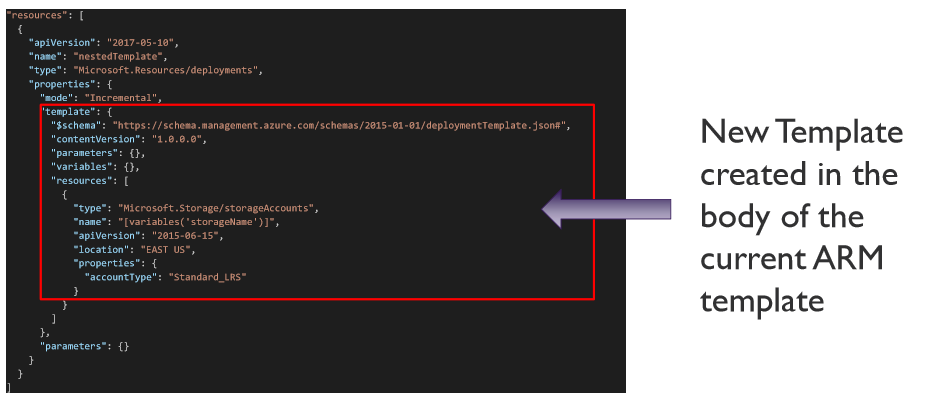 "resources": [
{
"apiVersion": "2017-05-10",
"name": "nestedTemplate",
"type": "Microsoft.Resources/deployments",
"properties": {
"mode": "Incremental",
"template": {
"$schema": "https://schema.management.azure.com/schemas/2015-01-01/deploymentTemplate.json#",
"contentVersion": "1.0.0.0",
"parameters": {},
"variables": {},
"resources": [
{
"type": "Microsoft.Storage/storageAccounts",
"name": "[variables('storageName')]",
"apiVersion": "2015-06-15",
"location": "EAST US",
"properties": {
"accountType": "Standard_LRS"
}
}
]
},
"parameters": {}
}
}
]
New Template
created in the
body of the
current ARM
template